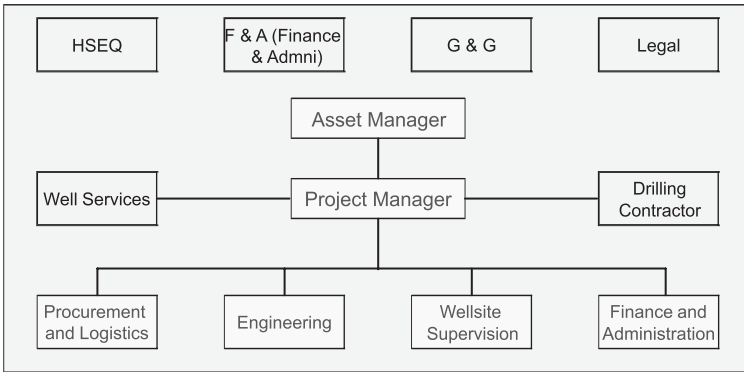 HSEQ
F & A (Finance
& Admni)
G & G
Legal
Asset Manager
Well Services
Project Manager
Drilling
Contractor
Procurement
and Logistics
Engineering
Wellsite
Supervision
Finance and
Administration